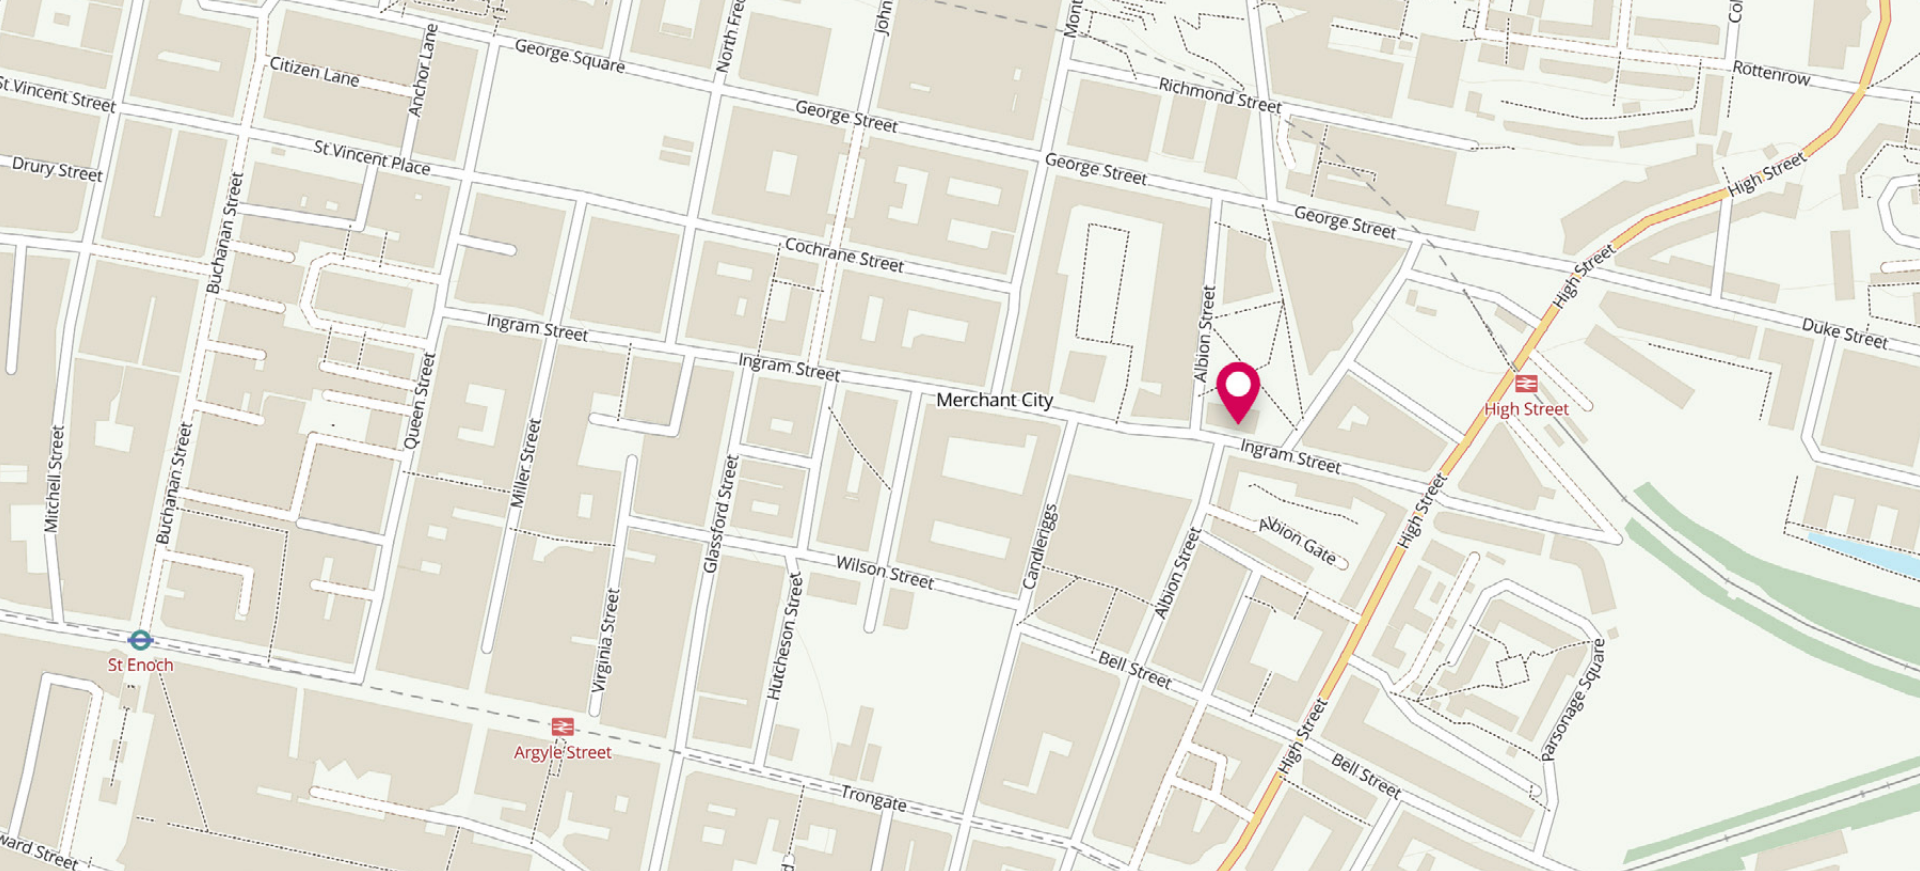 Citizen Lane
Anchor Lane
George Square
North Fre
John
Mont
Col
Rottenrow
St Vincent Street
George Street
Richmond Street
Drury Street
St Vincent Place
George Street
High Street
Buchanan Street
Cochrane Street
George Street
High Street
Ingram Street
Albion Street
Duke Street
Queen Street
Ingram Street
Merchant City
High Street
Mitchell Street
Buchanan Street
Miller Street
Glassford Street
Ingram Street
High Street
Candleriggs
Albion Gate
Wilson Street
Albion Street
St Enoch
Virginia Street
Hutcheson Street
Bell Street
Parsonage Square
Argyle Street
High Street
Bell Street
Trongate
ward Street
d